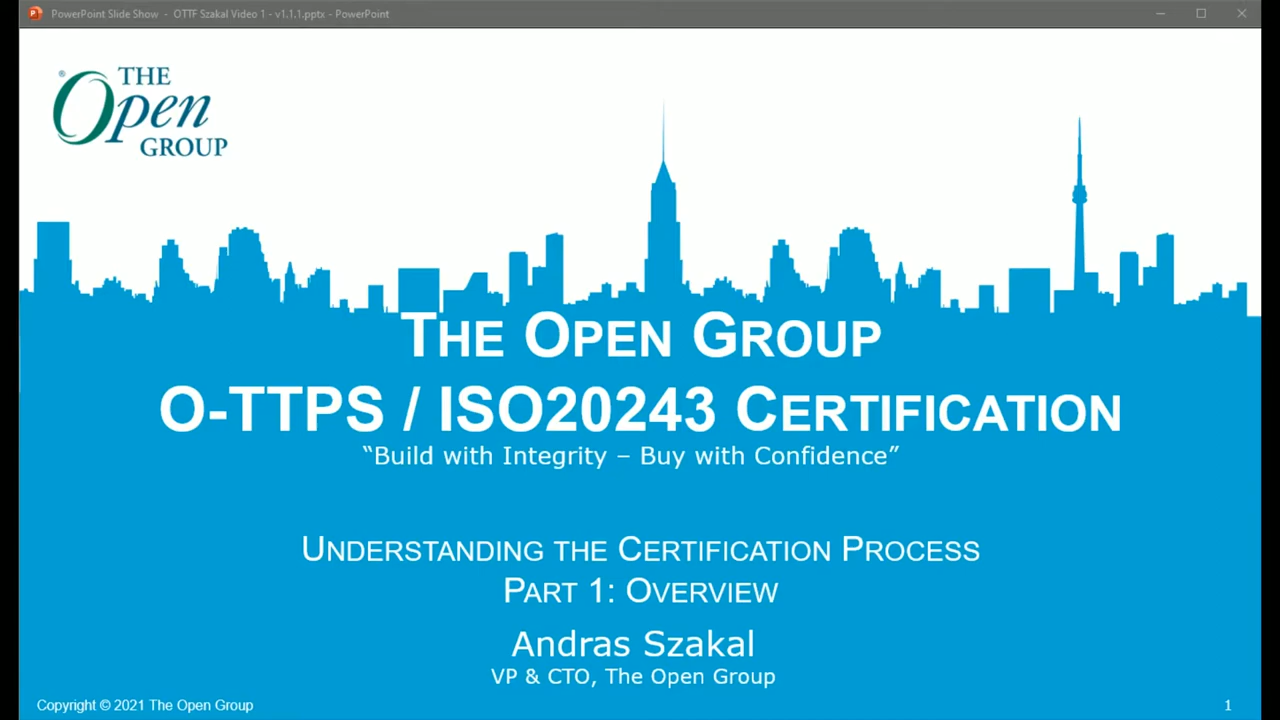 PowerPoint Slide Show - OTTF Szakal Video 1 - v1.1.1.pptx - PowerPoint
® THE
Open
GROUP
THE OPEN GROUP
O-TTPS / ISO20243 CERTIFICATION
“Build with Integrity – Buy with Confidence”
UNDERSTANDING THE CERTIFICATION PROCESS
PART 1: OVERVIEW
Andras Szakal
VP & CTO, The Open Group
Copyright © 2021 The Open Group
1